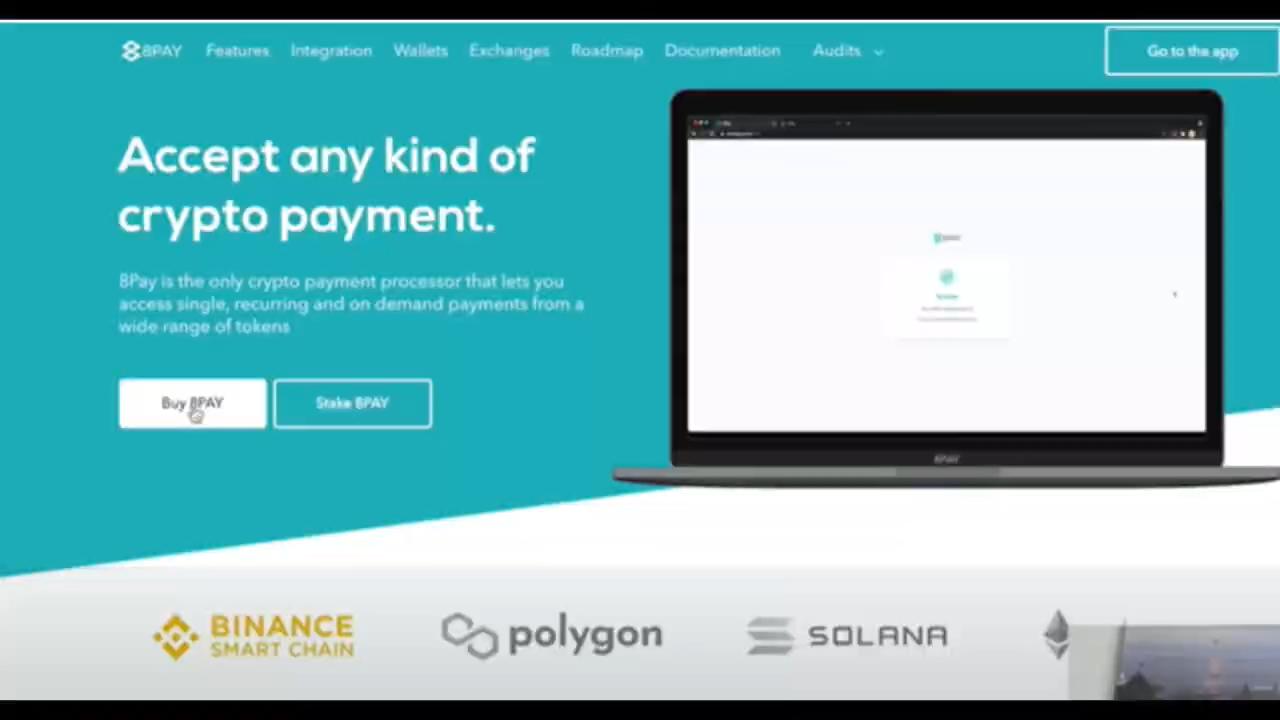 8PAY
Features
Integration
Wallets
Exchanges
Roadmap
Documentation
Audits
Go to the app
Accept any kind of
crypto payment.
8Pay is the only crypto payment processor that lets you
access single, recurring and on demand payments from a
wide range of tokens
Buy 8PAY
Stake 8PAY
8PAY
BINANCE
SMART CHAIN
polygon
SOLANA